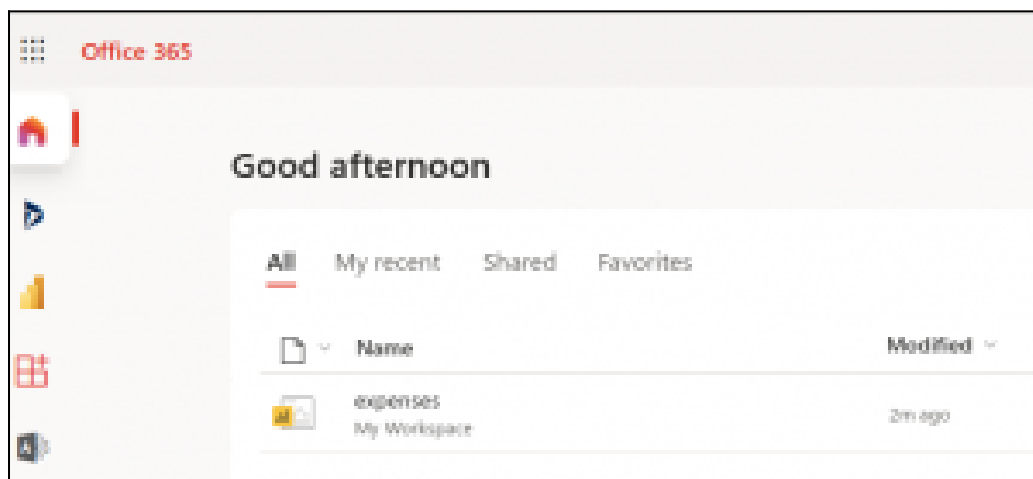 Office 365
Good afternoon
All My recent Shared Favorites
Name Modified
expenses
My Workspace 2m ago